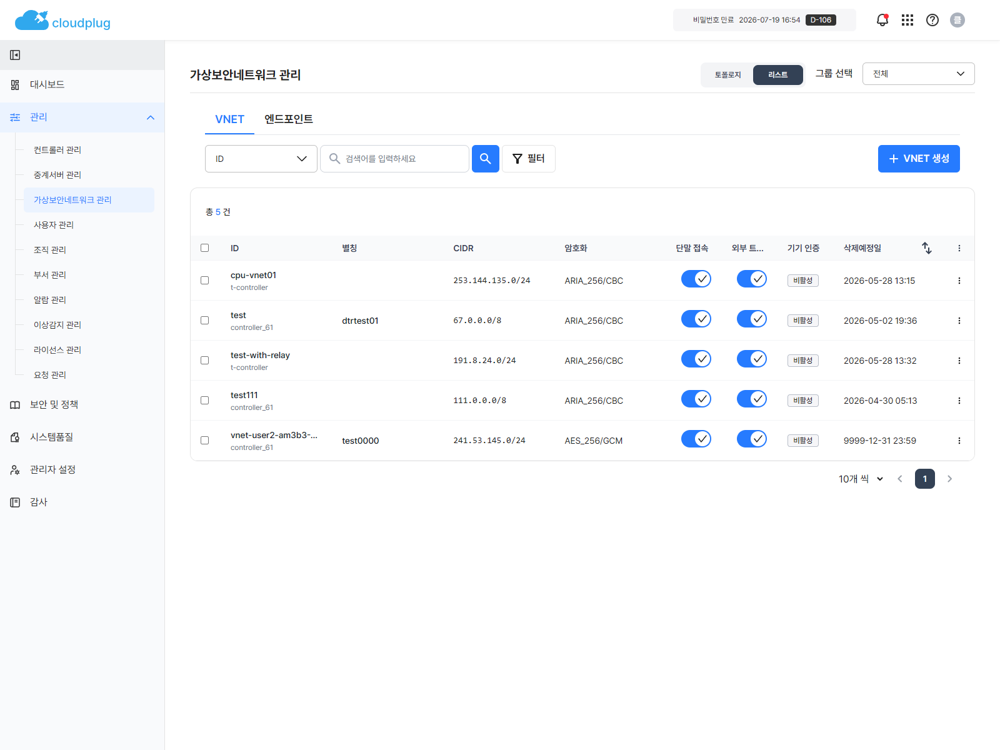 cloudplug
비밀번호 만료 2026-07-19 16:54 D-106
클
대시보드
관리
컨트롤러 관리
중계서버 관리
가상보안네트워크 관리
사용자 관리
조직 관리
부서 관리
알람 관리
이상감지 관리
라이선스 관리
요청 관리
보안 및 정책
시스템품질
관리자 설정
감사
가상보안네트워크 관리
토폴로지 리스트 그룹 선택 전체
VNET 엔드포인트
ID 검색어를 입력하세요 필터 VNET 생성
총 5 건
ID 별칭 CIDR 암호화 단말 접속 외부 트... 기기 인증 삭제예정일
cpu-vnet01
t-controller
253.144.135.0/24 ARIA_256/CBC 비활성 2026-05-28 13:15
test
controller_61
dtrtest01 67.0.0.0/8 ARIA_256/CBC 비활성 2026-05-02 19:36
test-with-relay
t-controller
191.8.24.0/24 ARIA_256/CBC 비활성 2026-05-28 13:32
test111
controller_61
111.0.0.0/8 ARIA_256/CBC 비활성 2026-04-30 05:13
vnet-user2-am3b3-...
controller_61
test0000 241.53.145.0/24 AES_256/GCM 비활성 9999-12-31 23:59
10개 씩 1